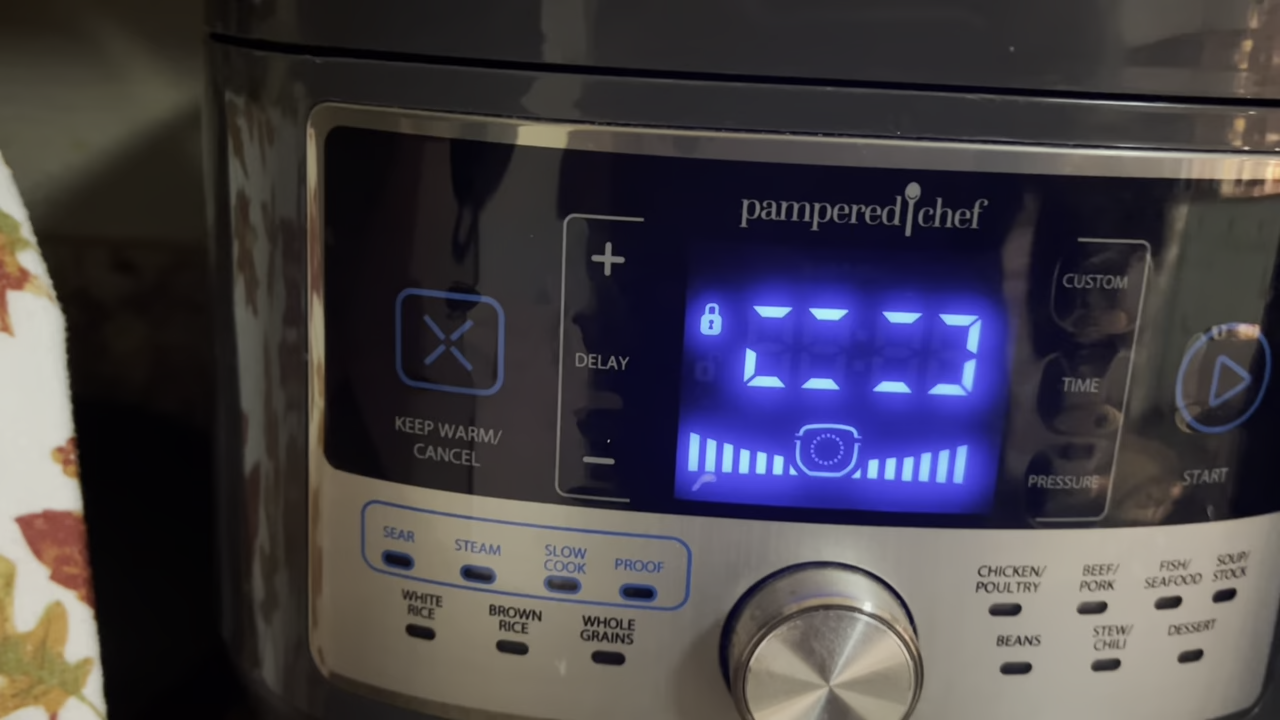 pampered chef
+
CUSTOM
DELAY
TIME
KEEP WARM/
CANCEL
-
PRESSURE
START
SEAR
STEAM
SLOW
COOK
PROOF
WHITE
RICE
BROWN
RICE
WHOLE
GRAINS
CHICKEN/
POULTRY
BEEF/
PORK
FISH/
SEAFOOD
SOUP/
STOCK
BEANS
STEW/
CHILI
DESSERT